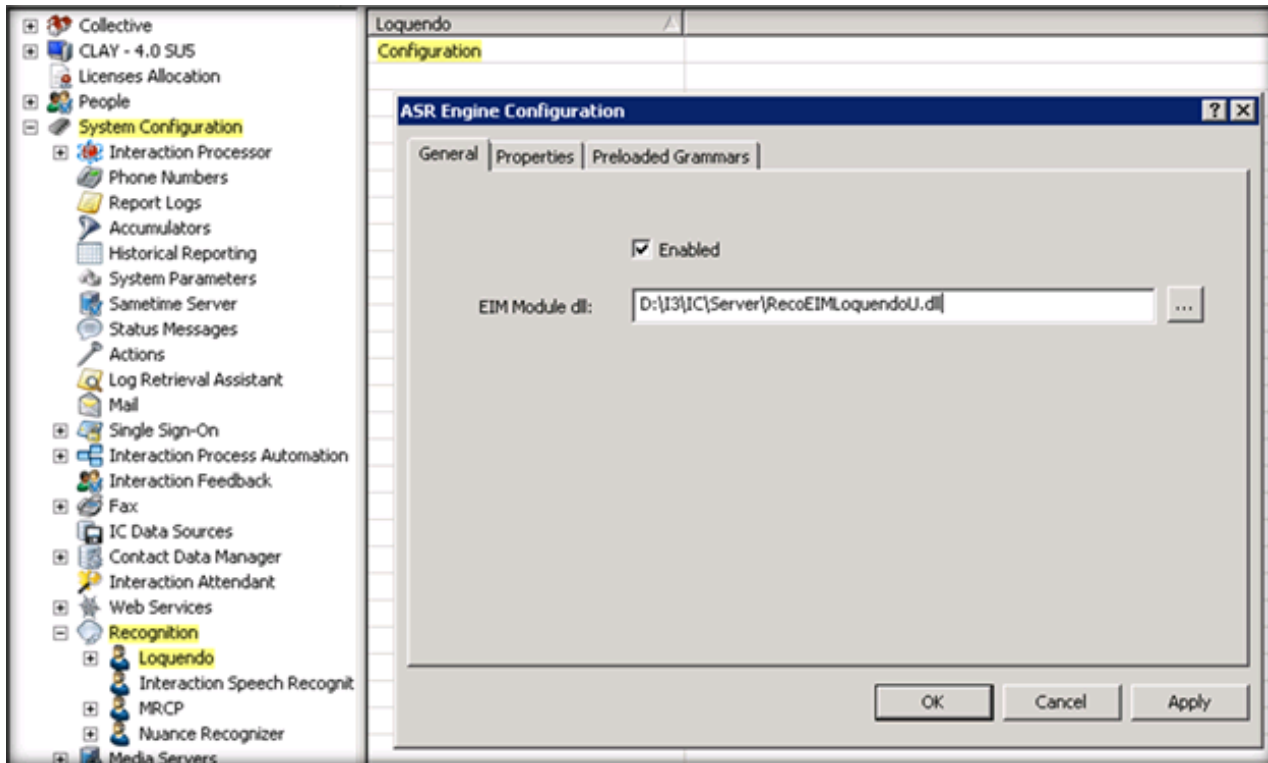 Collective
CLAY - 4.0 SU5
Licenses Allocation
People
System Configuration
Interaction Processor
Phone Numbers
Report Logs
Accumulators
Historical Reporting
System Parameters
Sametime Server
Status Messages
Actions
Log Retrieval Assistant
Mail
Single Sign-On
Interaction Process Automation
Interaction Feedback
Fax
IC Data Sources
Contact Data Manager
Interaction Attendant
Web Services
Recognition
Loquendo
Interaction Speech Recognit
MRCP
Nuance Recognizer
Media Servers
Loquendo
Configuration
ASR Engine Configuration
General Properties Preloaded Grammars
Enabled
EIM Module dll: D:\I3\IC\Server\RecoEIMLoquendoU.dll ...
OK Cancel Apply